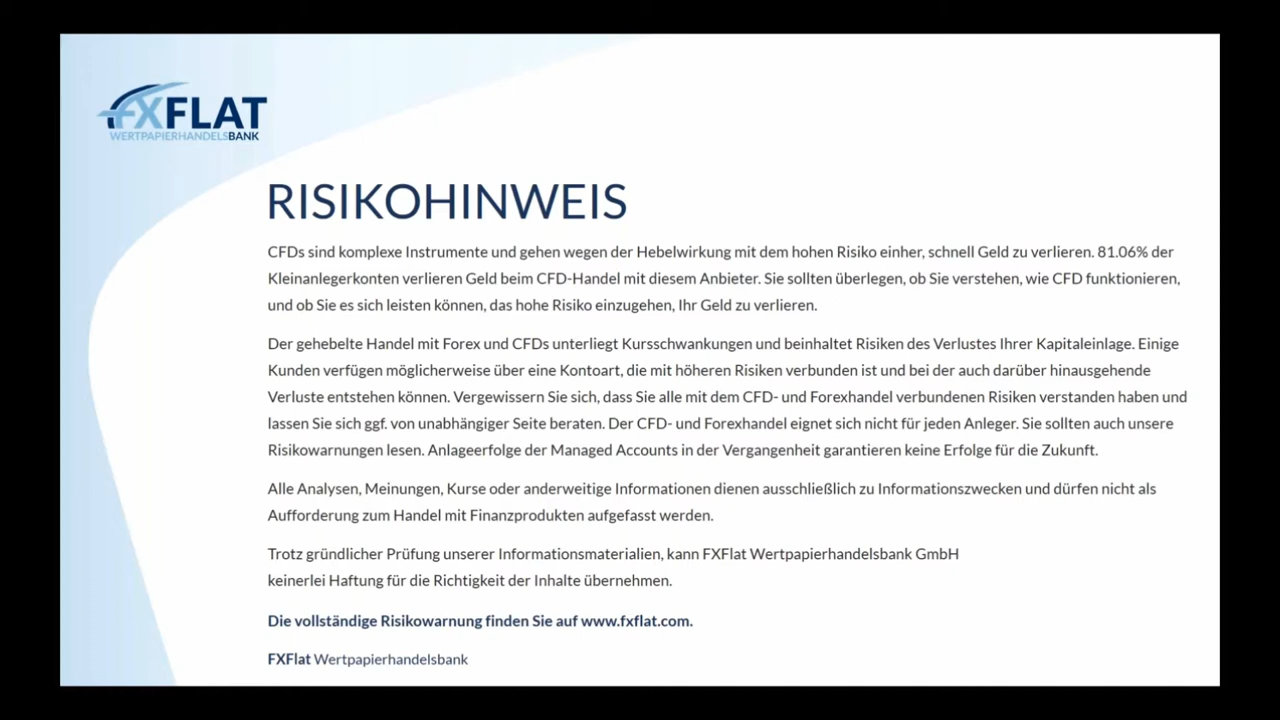 FXFLAT
WERTPAPIERHANDELSBANK
RISIKOHINWEIS
CFDs sind komplexe Instrumente und gehen wegen der Hebelwirkung mit dem hohen Risiko einher, schnell Geld zu verlieren. 81.06% der
Kleinanlegerkonten verlieren Geld beim CFD-Handel mit diesem Anbieter. Sie sollten überlegen, ob Sie verstehen, wie CFD funktionieren,
und ob Sie es sich leisten können, das hohe Risiko einzugehen, Ihr Geld zu verlieren.
Der gehebelte Handel mit Forex und CFDs unterliegt Kursschwankungen und beinhaltet Risiken des Verlustes Ihrer Kapitaleinlage. Einige
Kunden verfügen möglicherweise über eine Kontoart, die mit höheren Risiken verbunden ist und bei der auch darüber hinausgehende
Verluste entstehen können. Vergewissern Sie sich, dass Sie alle mit dem CFD- und Forexhandel verbundenen Risiken verstanden haben und
lassen Sie sich ggf. von unabhängiger Seite beraten. Der CFD- und Forexhandel eignet sich nicht für jeden Anleger. Sie sollten auch unsere
Risikowarnungen lesen. Anlageerfolge der Managed Accounts in der Vergangenheit garantieren keine Erfolge für die Zukunft.
Alle Analysen, Meinungen, Kurse oder anderweitige Informationen dienen ausschließlich zu Informationszwecken und dürfen nicht als
Aufforderung zum Handel mit Finanzprodukten aufgefasst werden.
Trotz gründlicher Prüfung unserer Informationsmaterialien, kann FXFlat Wertpapierhandelsbank GmbH
keinerlei Haftung für die Richtigkeit der Inhalte übernehmen.
Die vollständige Risikowarnung finden Sie auf www.fxflat.com.
FXFlat Wertpapierhandelsbank